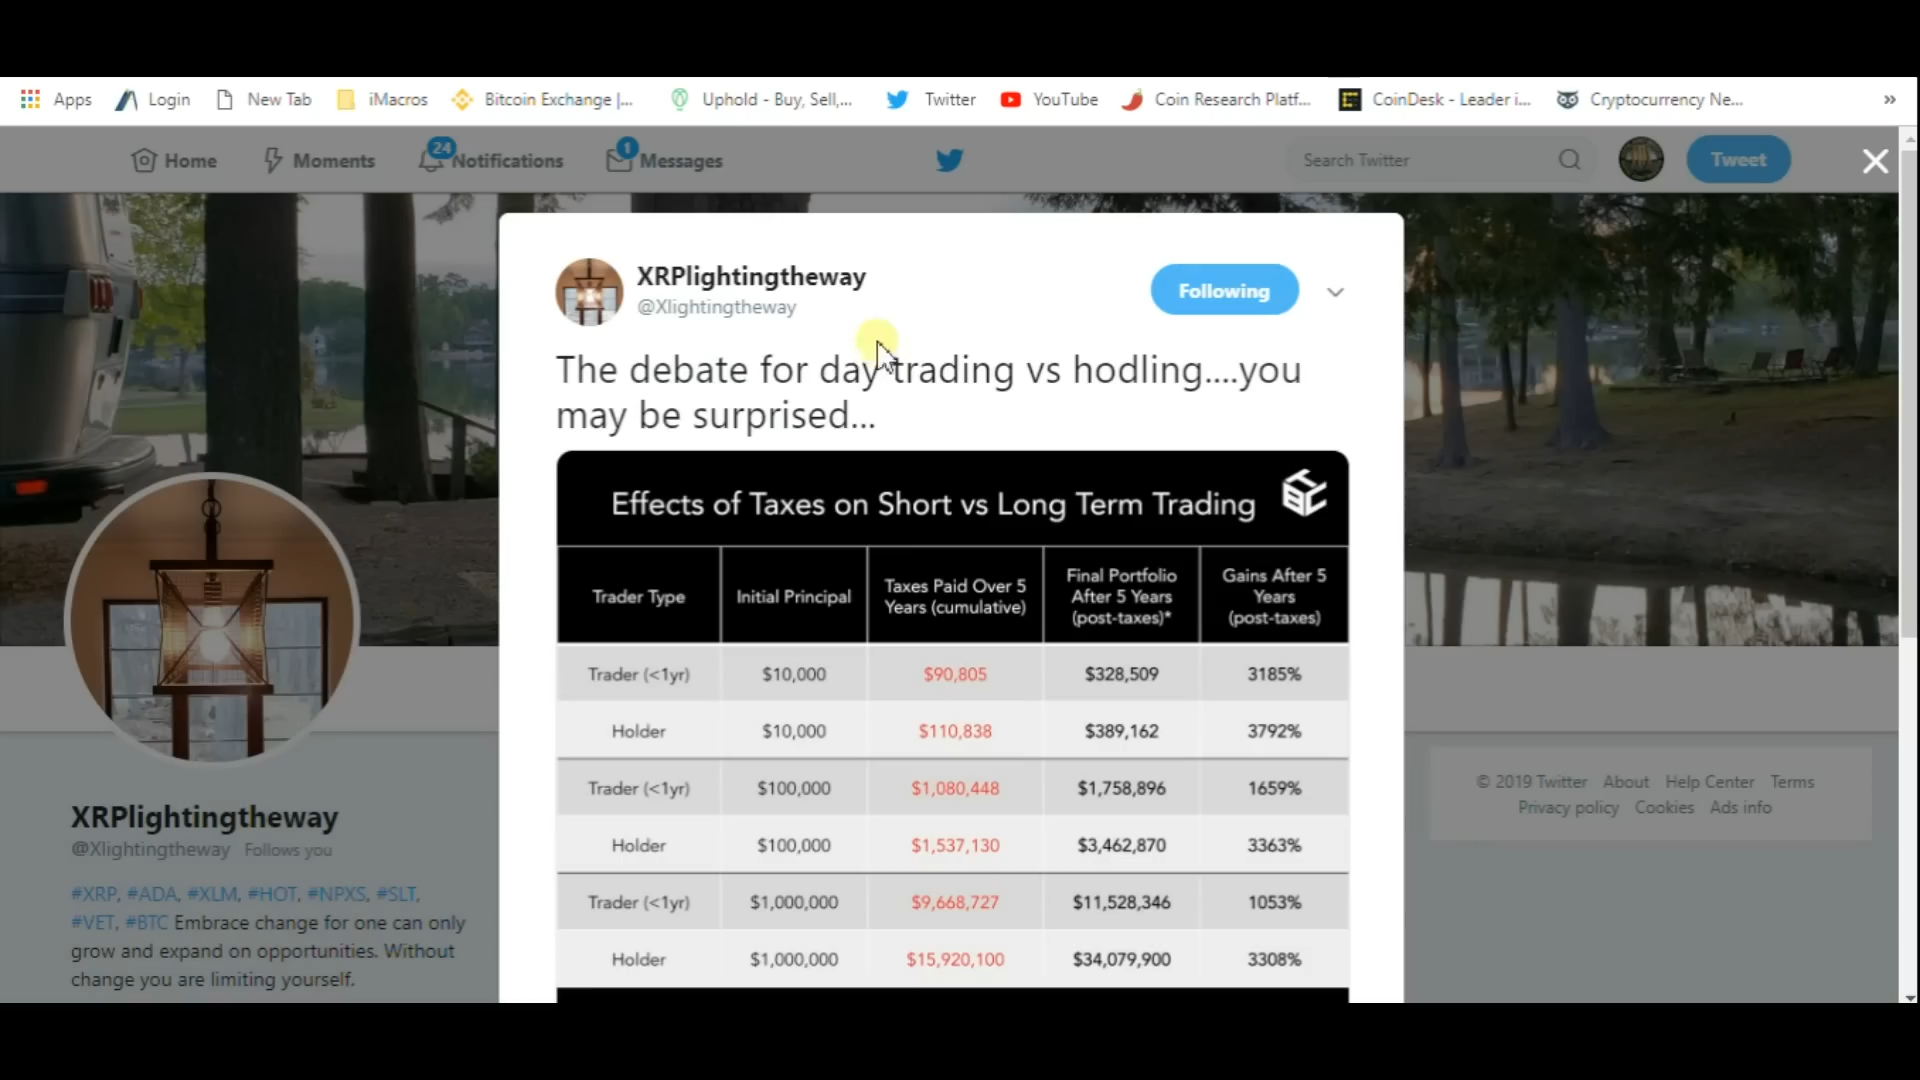 Apps Login New Tab iMacros Bitcoin Exchange |... Uphold - Buy, Sell,... Twitter YouTube Coin Research Platf... CoinDesk - Leader i... Cryptocurrency Ne... »
Home Moments 24 Notifications 1 Messages Search Twitter Tweet
XRPlightingtheway
@Xlightingtheway
Following
The debate for day trading vs hodling....you
may be surprised...
Effects of Taxes on Short vs Long Term Trading
TBC
Trader Type
Initial Principal
Taxes Paid Over 5
Years (cumulative)
Final Portfolio
After 5 Years
(post-taxes)*
Gains After 5
Years
(post-taxes)
Trader (<1yr) $10,000 $90,805 $328,509 3185%
Holder $10,000 $110,838 $389,162 3792%
Trader (<1yr) $100,000 $1,080,448 $1,758,896 1659%
Holder $100,000 $1,537,130 $3,462,870 3363%
Trader (<1yr) $1,000,000 $9,668,727 $11,528,346 1053%
Holder $1,000,000 $15,920,100 $34,079,900 3308%
XRPlightingtheway
@Xlightingtheway Follows you
#XRP, #ADA, #XLM, #HOT, #NPXS, #SLT,
#VET, #BTC Embrace change for one can only
grow and expand on opportunities. Without
change you are limiting yourself.
© 2019 Twitter About Help Center Terms
Privacy policy Cookies Ads info